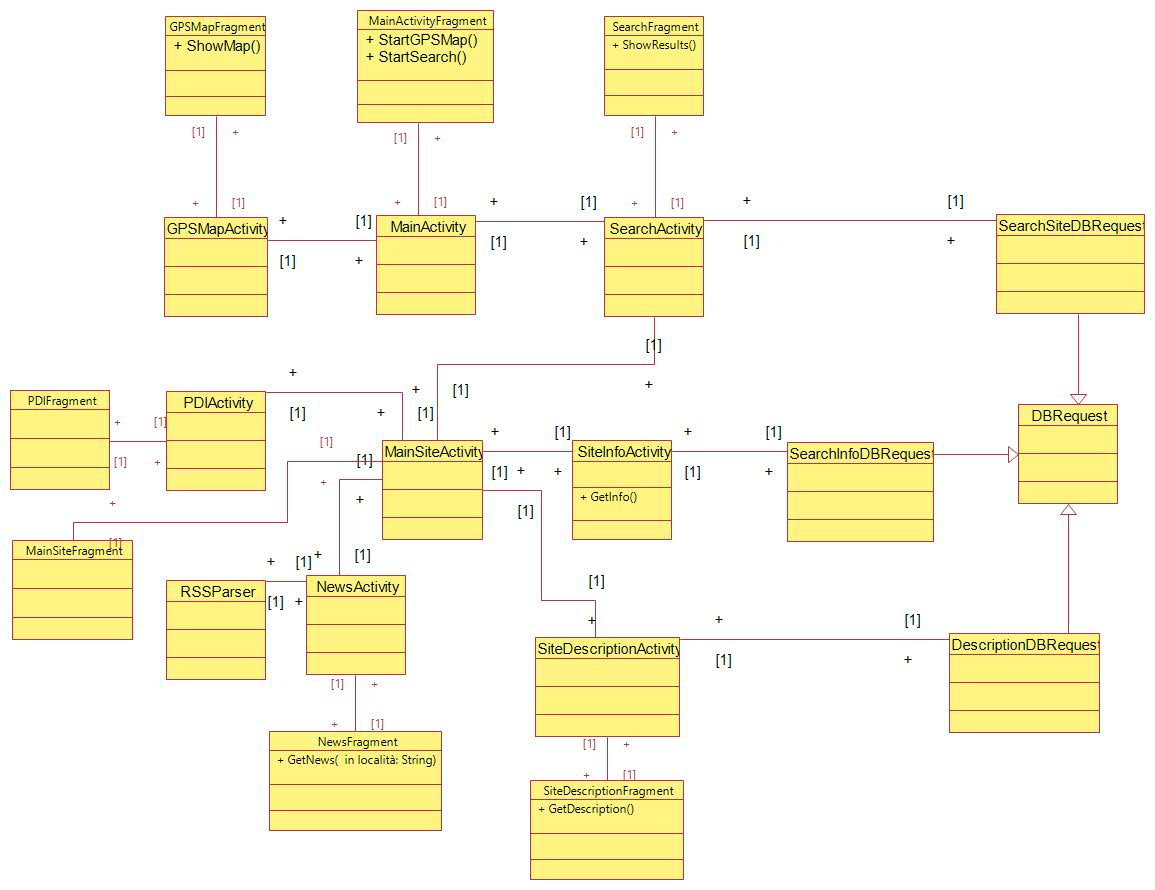 GPSMapFragment
+ ShowMap()
MainActivityFragment
+ StartGPSMap()
+ StartSearch()
SearchFragment
+ ShowResults()
[1] +
[1] +
[1] +
+ [1]
+ [1]
+ [1]
+ [1]
+ [1]
+ [1]
GPSMapActivity
MainActivity
SearchActivity
SearchSiteDBReques
[1] +
[1] +
[1] +
[1]
+
+
[1]
+
[1]
+
[1]
+
[1]
PDIFragment
+ [1]
[1] +
PDIActivity
DBRequest
MainSiteActivity
[1]
+
[1]
+
+ [1]
[1] +
+
[1]
SiteInfoActivity
+ GetInfo()
+ [1]
[1] +
SearchInfoDBReques
+
[1]
MainSiteFragment
+
[1]
RSSParser
+ [1]
[1] +
NewsActivity
[1]
+
SiteDescriptionActivity
+ [1]
[1] +
DescriptionDBReques
[1] +
+ [1]
NewsFragment
+ GetNews( in località: String)
[1] +
+ [1]
SiteDescriptionFragment
+ GetDescription()